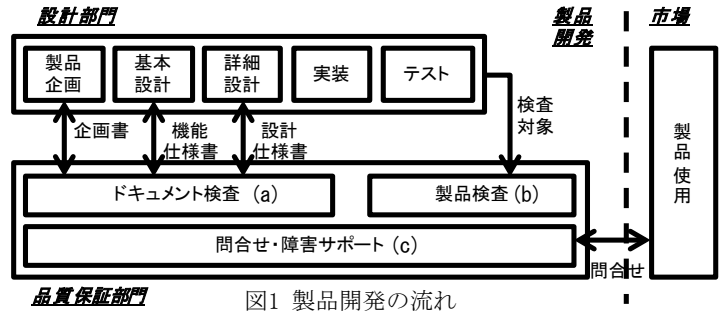 設計部門
製品
開発
市場
製品
企画
基本
設計
詳細
設計
実装
テスト
企画書
機能
仕様書
設計
仕様書
検査
対象
製品使用
ドキュメント検査 (a)
製品検査 (b)
問合せ・障害サポート (c)
問合せ
品質保証部門
図1 製品開発の流れ